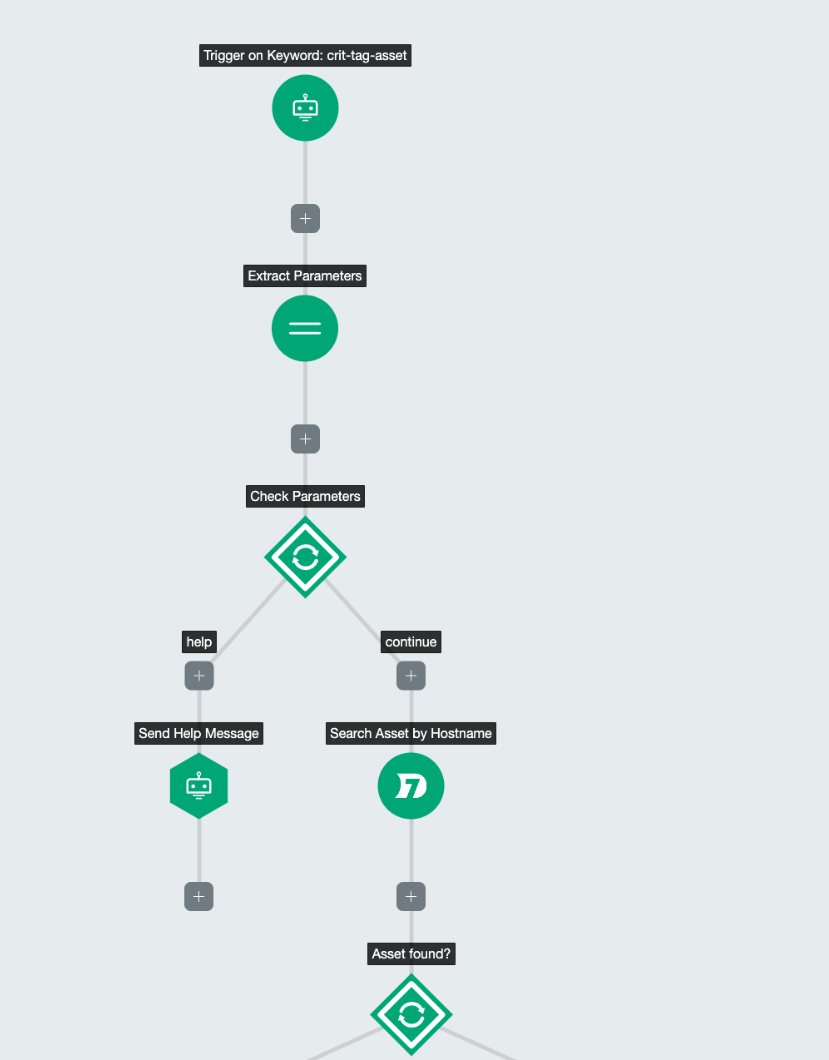 Trigger on Keyword: crit-tag-asset
Extract Parameters
Check Parameters
help
continue
Send Help Message
Search Asset by Hostname
Asset found?